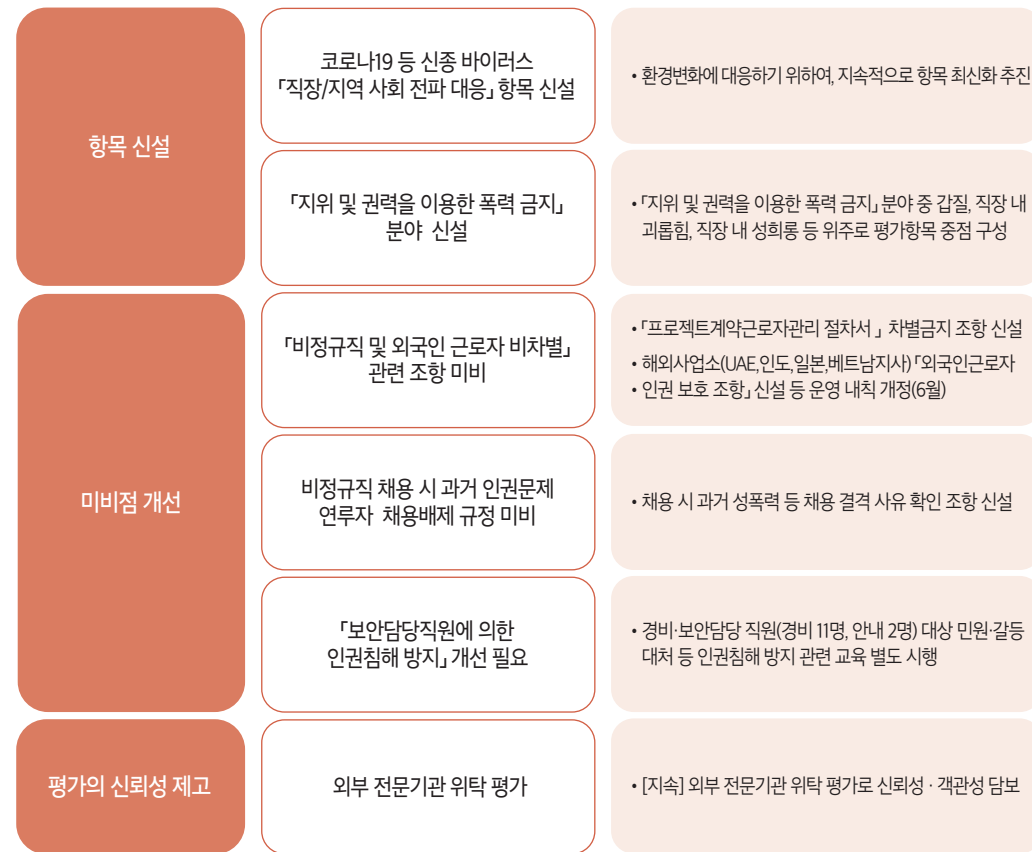 항목 신설
코로나19 등 신종 바이러스
「직장/지역 사회 전파 대응」 항목 신설
• 환경변화에 대응하기 위하여, 지속적으로 항목 최신화 추진
「지위 및 권력을 이용한 폭력 금지」
분야 신설
• 「지위 및 권력을 이용한 폭력 금지」 분야 중 갑질, 직장 내
괴롭힘, 직장 내 성희롱 등 위주로 평가항목 중점 구성
미비점 개선
「비정규직 및 외국인 근로자 비차별」
관련 조항 미비
• 「프로젝트계약근로자관리 절차서 」 차별금지 조항 신설
• 해외사업소(UAE,인도,일본,베트남지사) 「외국인근로자
• 인권 보호 조항」 신설 등 운영 내칙 개정(6월)
비정규직 채용 시 과거 인권문제
연루자 채용배제 규정 미비
• 채용 시 과거 성폭력 등 채용 결격 사유 확인 조항 신설
「보안담당직원에 의한
인권침해 방지」 개선 필요
• 경비·보안담당 직원(경비 11명, 안내 2명) 대상 민원·갈등
대처 등 인권침해 방지 관련 교육 별도 시행
평가의 신뢰성 제고
외부 전문기관 위탁 평가
• [지속] 외부 전문기관 위탁 평가로 신뢰성 · 객관성 담보